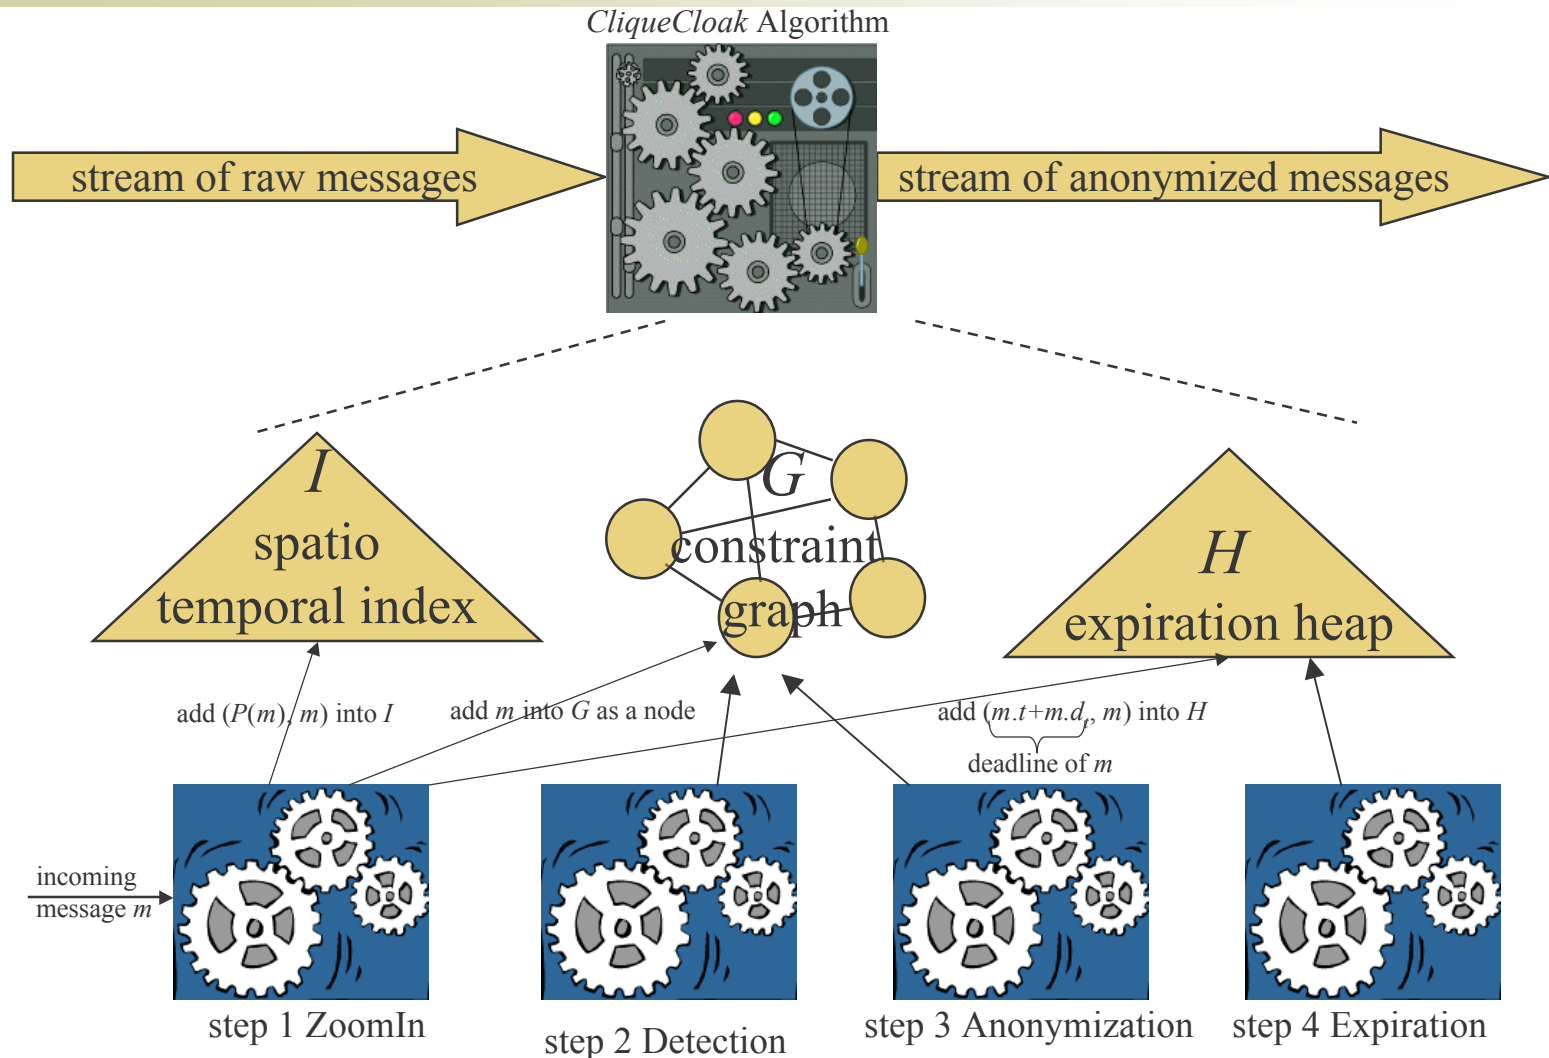 CliqueCloak Algorithm
stream of raw messages
stream of anonymized messages
I
spatio
temporal index
G
constraint
graph
H
expiration heap
add (P(m), m) into I
add m into G as a node
add (m.t+m.dt, m) into H
deadline of m
incoming
message m
step 1 ZoomIn
step 2 Detection
step 3 Anonymization
step 4 Expiration